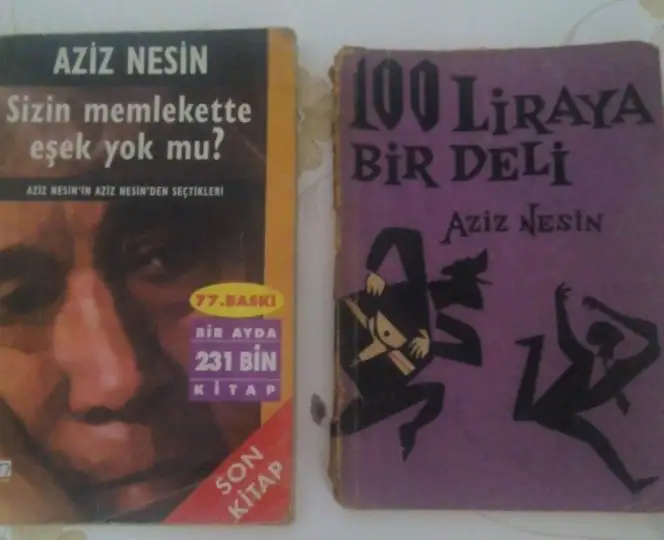 AZİZ NESİN
Sizin memlekette
eşek yok mu?
AZİZ NESİN'İN AZİZ NESİN'DEN SEÇTİKLERİ
77.BASKI
BİR AYDA
231 BİN
KİTAP
SON
KİTAP
100 LİRAYA
BİR DELİ
AZİZ NESİN